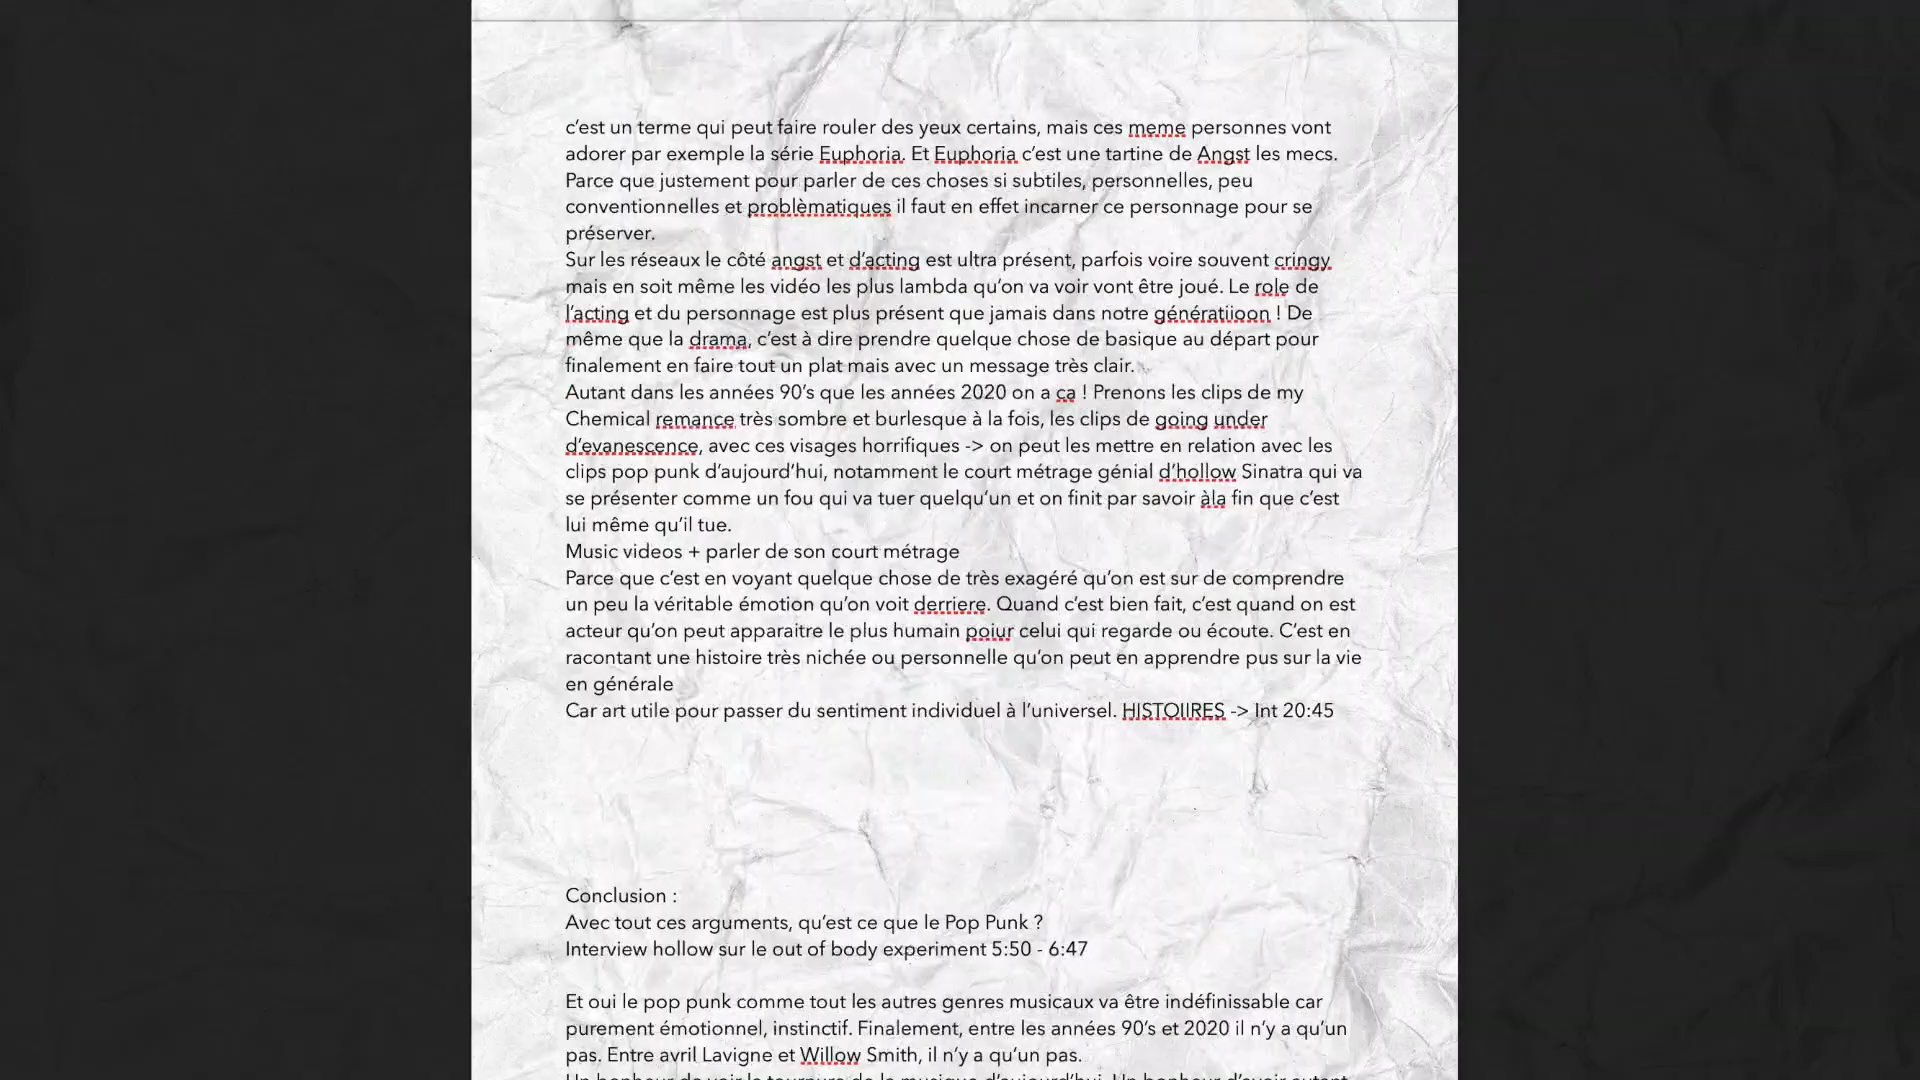 c’est un terme qui peut faire rouler des yeux certains, mais ces meme personnes vont
adorer par exemple la série Euphoria. Et Euphoria c’est une tartine de Angst les mecs.
Parce que justement pour parler de ces choses si subtiles, personnelles, peu
conventionnelles et problèmatiques il faut en effet incarner ce personnage pour se
préserver.
Sur les réseaux le côté angst et d’acting est ultra présent, parfois voire souvent cringy
mais en soit même les vidéo les plus lambda qu’on va voir vont être joué. Le role de
l’acting et du personnage est plus présent que jamais dans notre génératiioon ! De
même que la drama, c’est à dire prendre quelque chose de basique au départ pour
finalement en faire tout un plat mais avec un message très clair.
Autant dans les années 90’s que les années 2020 on a ça ! Prenons les clips de my
Chemical remance très sombre et burlesque à la fois, les clips de going under
d’evanescence, avec ces visages horrifiques -> on peut les mettre en relation avec les
clips pop punk d’aujourd’hui, notamment le court métrage génial d’hollow Sinatra qui va
se présenter comme un fou qui va tuer quelqu’un et on finit par savoir àla fin que c’est
lui même qu’il tue.
Music videos + parler de son court métrage
Parce que c’est en voyant quelque chose de très exagéré qu’on est sur de comprendre
un peu la véritable émotion qu’on voit derriere. Quand c’est bien fait, c’est quand on est
acteur qu’on peut apparaitre le plus humain poiur celui qui regarde ou écoute. C’est en
racontant une histoire très nichée ou personnelle qu’on peut en apprendre pus sur la vie
en générale
Car art utile pour passer du sentiment individuel à l’universel. HISTOIIRES -> Int 20:45
Conclusion :
Avec tout ces arguments, qu’est ce que le Pop Punk ?
Interview hollow sur le out of body experiment 5:50 - 6:47
Et oui le pop punk comme tout les autres genres musicaux va être indéfinissable car
purement émotionnel, instinctif. Finalement, entre les années 90’s et 2020 il n’y a qu’un
pas. Entre avril Lavigne et Willow Smith, il n’y a qu’un pas.
Un bonheur de voir la tournure de la musique d’aujourd’hui. Un bonheur d’avoir autant